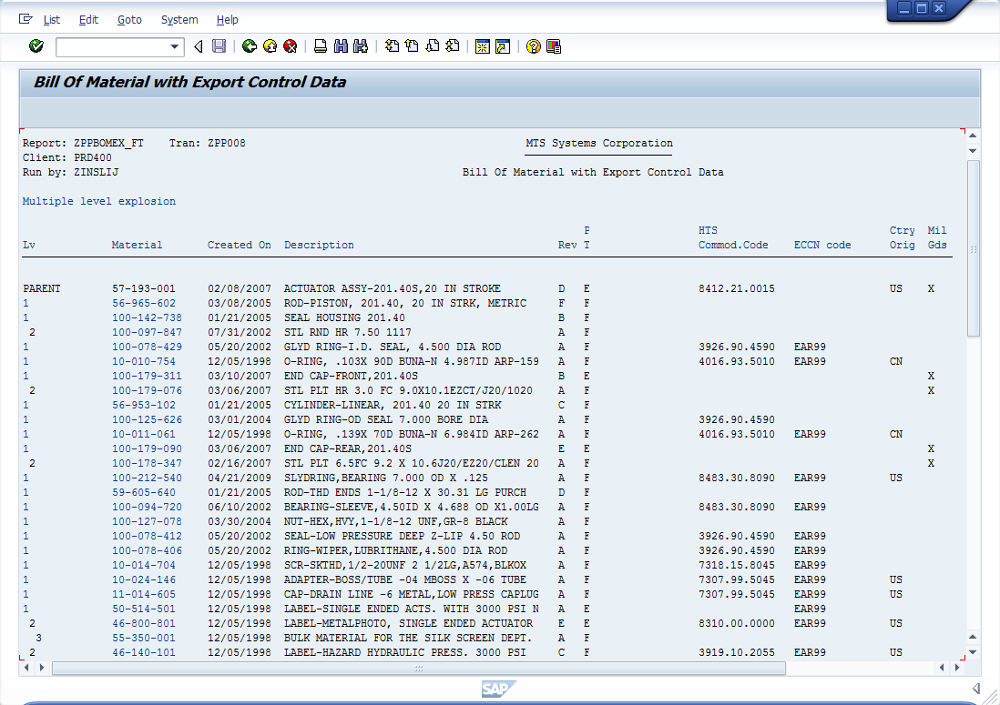 List Edit Goto System Help
Bill Of Material with Export Control Data
Report: ZPPBOMEX_FT Tran: ZPP008 MTS Systems Corporation
Client: PRD400
Run by: ZINSLIJ Bill Of Material with Export Control Data
Multiple level explosion
P HTS Ctry Mil
Lv Material Created On Description Rev T Commod.Code ECCN code Orig Gds
PARENT 57-193-001 02/08/2007 ACTUATOR ASSY-201.40S,20 IN STROKE D E 8412.21.0015 US X
1 56-965-602 03/08/2005 ROD-PISTON, 201.40, 20 IN STRK, METRIC F F
1 100-142-738 01/21/2005 SEAL HOUSING 201.40 B F
2 100-097-847 07/31/2002 STL RND HR 7.50 1117 A F
1 100-078-429 05/20/2002 GLYD RING-I.D. SEAL, 4.500 DIA ROD A F 3926.90.4590 EAR99
1 10-010-754 12/05/1998 O-RING, .103X 90D BUNA-N 4.987ID ARP-159 A F 4016.93.5010 EAR99 CN
1 100-179-311 03/10/2007 END CAP-FRONT,201.40S B E X
2 100-179-076 03/06/2007 STL PLT HR 3.0 FC 9.0X10.1EZCT/J20/1020 A F X
1 56-953-102 01/21/2005 CYLINDER-LINEAR, 201.40 20 IN STRK C F
1 100-125-626 03/01/2004 GLYD RING-OD SEAL 7.000 BORE DIA A F 3926.90.4590
1 10-011-061 12/05/1998 O-RING, .139X 70D BUNA-N 6.984ID ARP-262 A F 4016.93.5010 EAR99 CN
1 100-179-090 03/06/2007 END CAP-REAR,201.40S E E X
2 100-178-347 02/16/2007 STL PLT 6.5FC 9.2 X 10.6J20/EZ20/CLEN 20 A F X
1 100-212-540 04/21/2009 SLYDRING,BEARING 7.000 OD X .125 A F 8483.30.8090 EAR99 US
1 59-605-640 01/21/2005 ROD-THD ENDS 1-1/8-12 X 30.31 LG PURCH D F
1 100-094-720 06/10/2002 BEARING-SLEEVE,4.50ID X 4.688 OD X1.00LG A F 8483.30.8090 EAR99
1 100-127-078 03/30/2004 NUT-HEX,HVY,1-1/8-12 UNF,GR-8 BLACK A F
1 100-078-412 05/20/2002 SEAL-LOW PRESSURE DEEP Z-LIP 4.50 ROD A F 3926.90.4590 EAR99
1 100-078-406 05/20/2002 RING-WIPER,LUBRITHANE,4.500 DIA ROD A F 3926.90.4590 EAR99
1 10-014-704 12/05/1998 SCR-SKTHD,1/2-20UNF 2 1/2LG,A574,BLKOX A F 7318.15.8045 EAR99
1 10-024-146 12/05/1998 ADAPTER-BOSS/TUBE -04 MBOSS X -06 TUBE A F 7307.99.5045 EAR99 US
1 11-014-605 12/05/1998 CAP-DRAIN LINE -6 METAL,LOW PRESS CAPLUG A F 7307.99.5045 EAR99 US
1 50-514-501 12/05/1998 LABEL-SINGLE ENDED ACTS. WITH 3000 PSI N A E EAR99
2 46-800-801 12/05/1998 LABEL-METALPHOTO, SINGLE ENDED ACTUATOR E E 8310.00.0000 EAR99 US
3 55-350-001 12/05/1998 BULK MATERIAL FOR THE SILK SCREEN DEPT. A F
2 46-140-101 12/05/1998 LABEL-HAZARD HYDRAULIC PRESS. 3000 PSI C F 3919.10.2055 EAR99 US
SAP